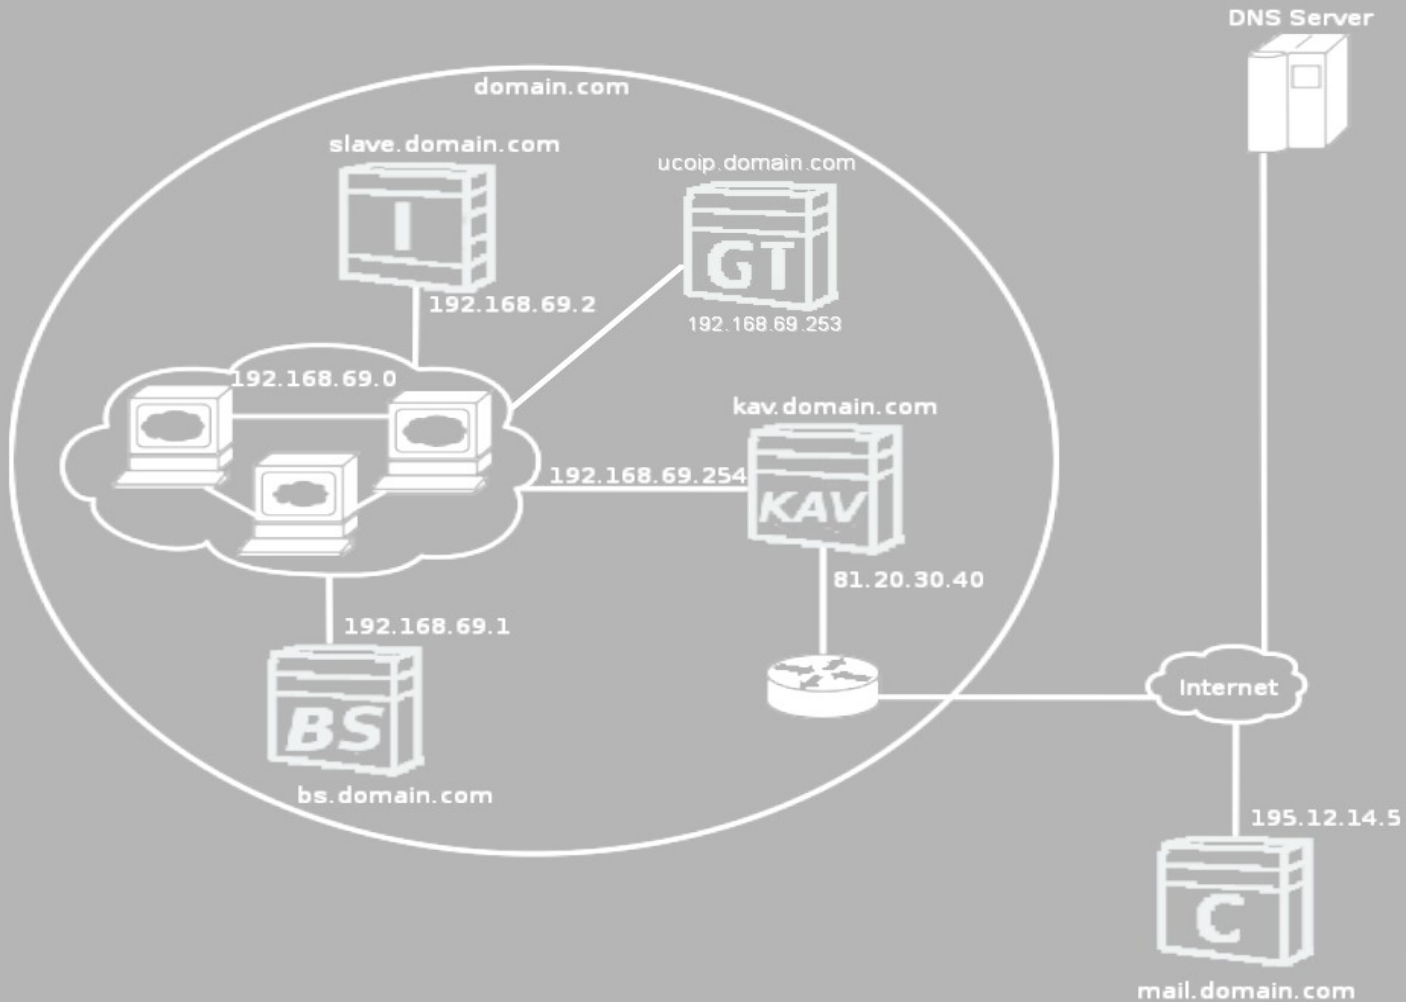 DNS Server
domain.com
slave.domain.com
I
192.168.69.2
ucoip.domain.com
GT
192.168.69.253
192.168.69.0
kav.domain.com
192.168.69.254
KAV
81.20.30.40
192.168.69.1
BS
bs.domain.com
Internet
195.12.14.5
C
mail.domain.com